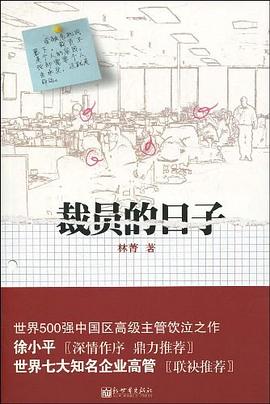 裁员的日子
林菁 著
世界500强中国区高级主管饮泣之作
徐小平〖深情作序 鼎力推荐〗
世界七大知名企业高管〖联袂推荐〗
新世界出版社